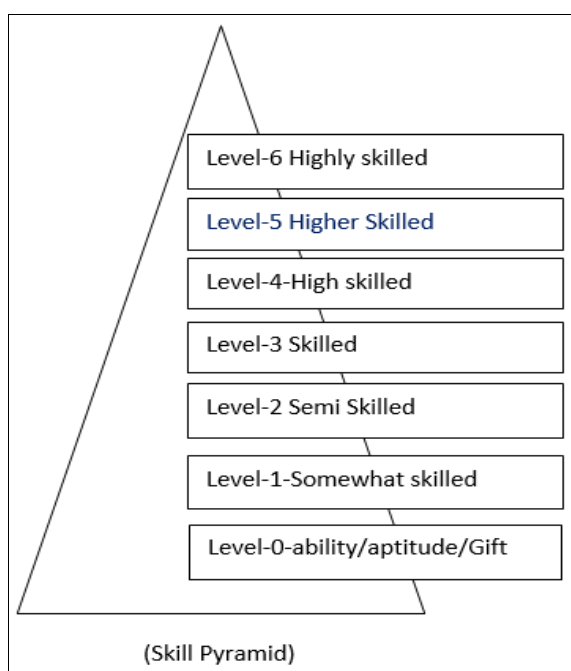 Level-6 Highly skilled
Level-5 Higher Skilled
Level-4-High skilled
Level-3 Skilled
Level-2 Semi Skilled
Level-1-Somewhat skilled
Level-0-ability/aptitude/Gift
(Skill Pyramid)